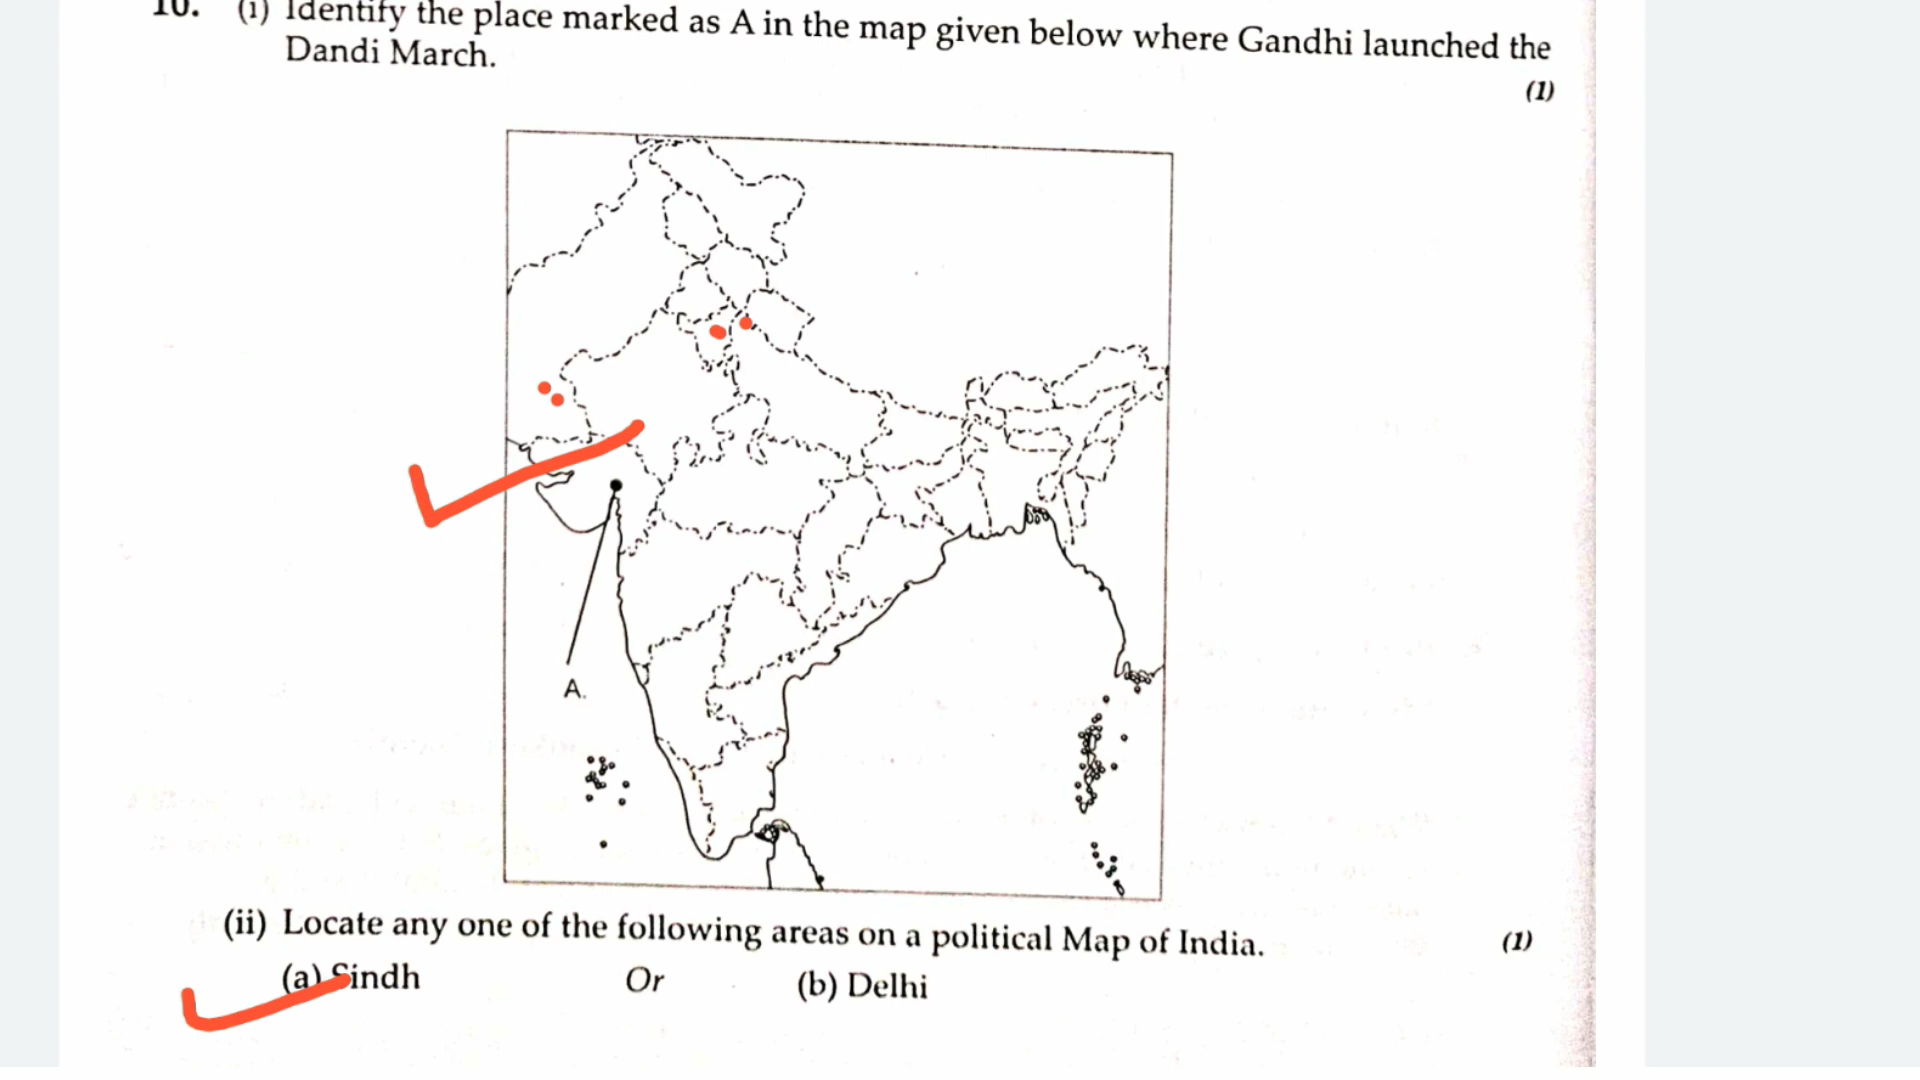 10. (i) Identify the place marked as A in the map given below where Gandhi launched the
Dandi March.
(1)
A.
(ii) Locate any one of the following areas on a political Map of India.
(1)
(a) Sindh Or (b) Delhi